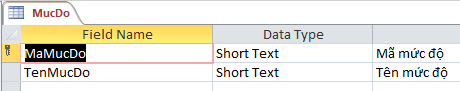 MucDo
Field Name Data Type
MaMucDo Short Text Mã mức độ
TenMucDo Short Text Tên mức độ